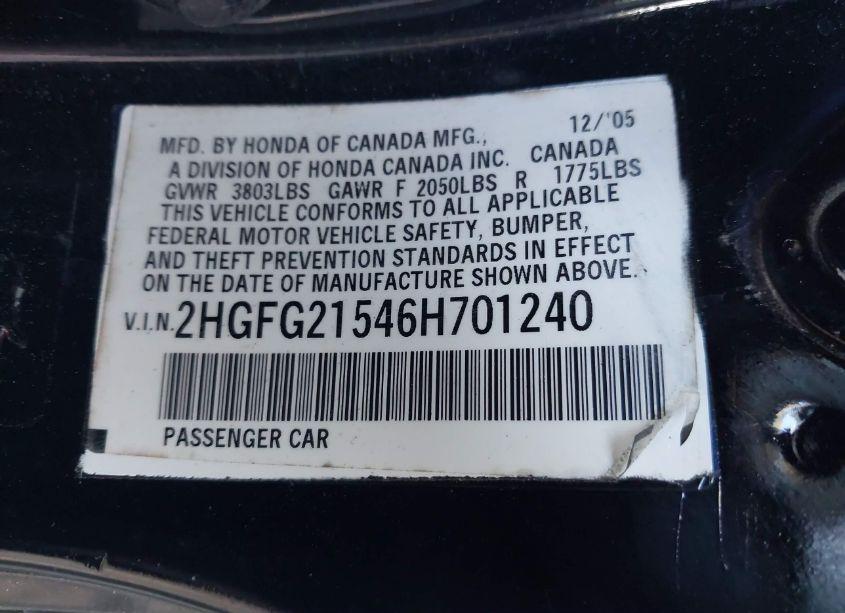 12/'05
MFD. BY HONDA OF CANADA MFG.,
A DIVISION OF HONDA CANADA INC. CANADA
GVWR 3803LBS GAWR F 2050LBS R 1775LBS
THIS VEHICLE CONFORMS TO ALL APPLICABLE
FEDERAL MOTOR VEHICLE SAFETY, BUMPER,
AND THEFT PREVENTION STANDARDS IN EFFECT
ON THE DATE OF MANUFACTURE SHOWN ABOVE.
V.I.N. 2HGFG21546H701240
PASSENGER CAR